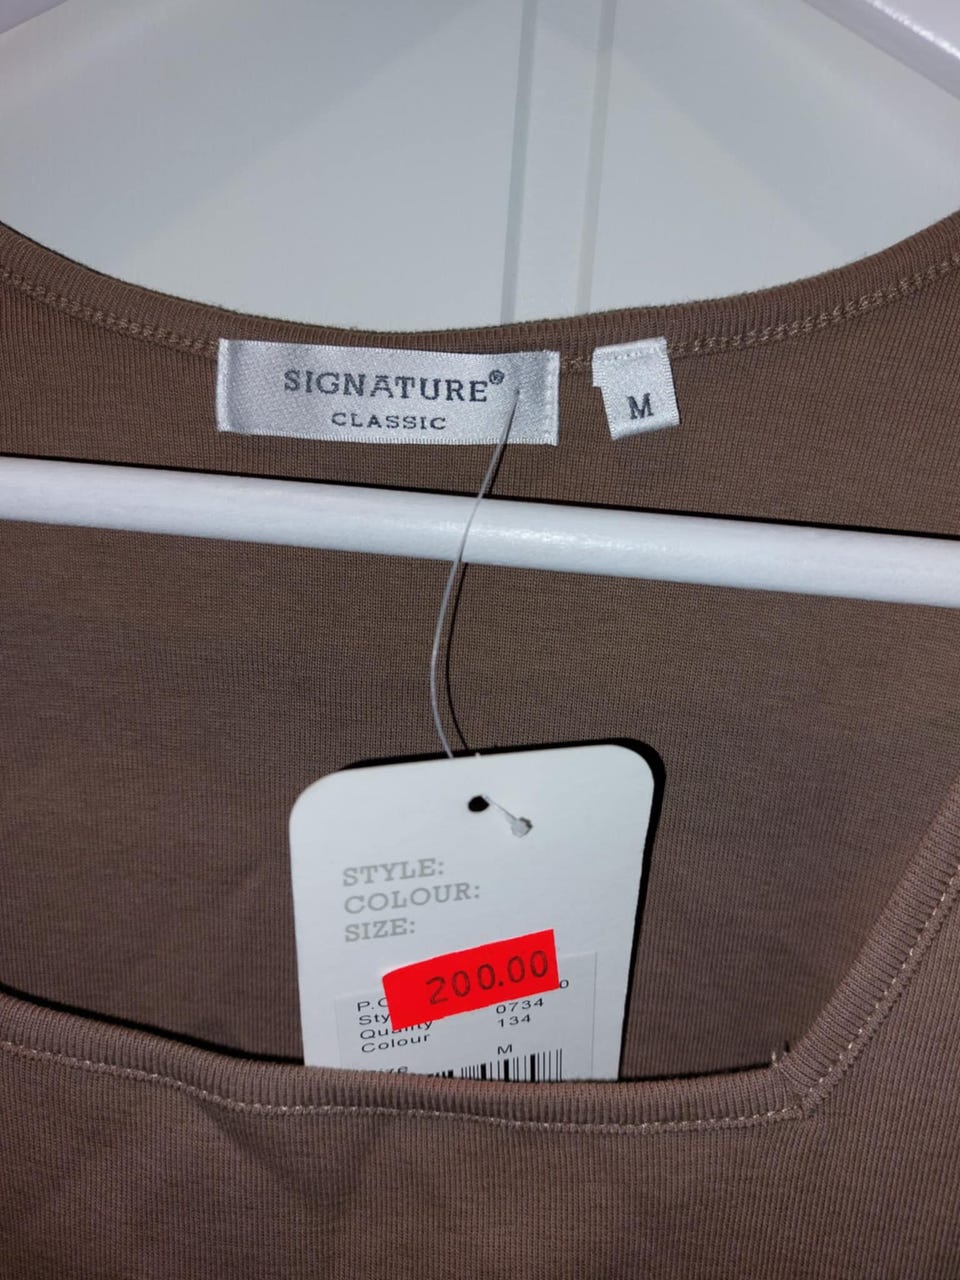 SIGNATURE®
CLASSIC
M
STYLE:
COLOUR:
SIZE:
200.00
0734
Quality 134
Colour
M